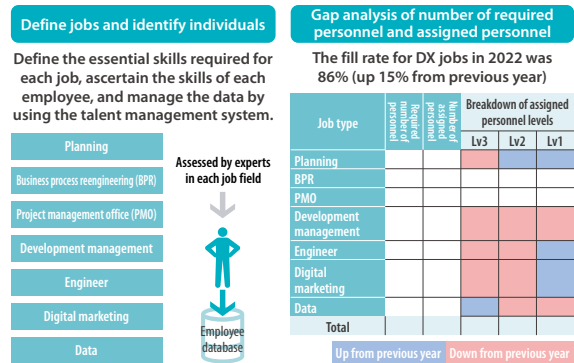 Define jobs and identify individuals
Define the essential skills required for
each job, ascertain the skills of each
employee, and manage the data by
using the talent management system.
Planning
Business process reengineering (BPR)
Project management office (PMO)
Development management
Engineer
Digital marketing
Data
Assessed by experts
in each job field
Employee
database
Gap analysis of number of required
personnel and assigned personnel
The fill rate for DX jobs in 2022 was
86% (up 15% from previous year)
Job type
Required
number of
personnel
Number of
assigned
personnel
Breakdown of assigned
personnel levels
Lv3
Lv2
Lv1
Planning
BPR
PMO
Development
management
Engineer
Digital
marketing
Data
Total
Up from previous year
Down from previous year